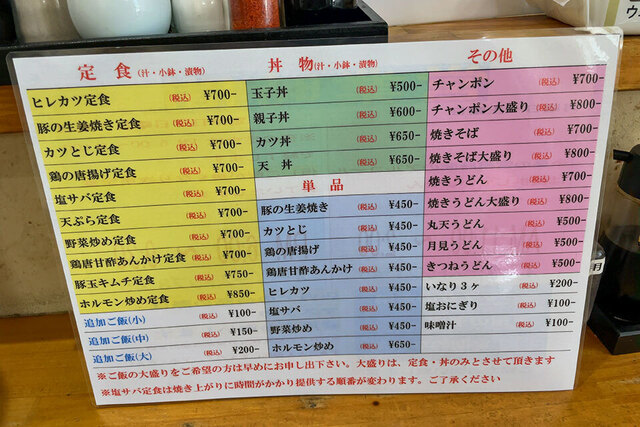 定 食 (汁・小鉢・漬物)
ヒレカツ定食 (税込) ¥700-
豚の生姜焼き定食 (税込) ¥700-
カツとじ定食 (税込) ¥700-
鶏の唐揚げ定食 (税込) ¥700-
塩サバ定食 (税込) ¥700-
天ぷら定食 (税込) ¥700-
野菜炒め定食 (税込) ¥700-
鶏唐甘酢あんかけ定食 (税込) ¥700-
豚玉キムチ定食 (税込) ¥750-
ホルモン炒め定食 (税込) ¥850-
追加ご飯(小) (税込) ¥100-
追加ご飯(中) (税込) ¥150-
追加ご飯(大) (税込) ¥200-
丼 物 (汁・小鉢・漬物)
玉子丼 (税込) ¥500-
親子丼 (税込) ¥600-
カツ丼 (税込) ¥650-
天 丼 (税込) ¥650-
単 品
豚の生姜焼き (税込) ¥450-
カツとじ (税込) ¥450-
鶏の唐揚げ (税込) ¥450-
鶏唐甘酢あんかけ (税込) ¥450-
ヒレカツ (税込) ¥450-
塩サバ (税込) ¥450-
野菜炒め (税込) ¥450-
ホルモン炒め (税込) ¥650-
その他
チャンポン (税込) ¥700-
チャンポン大盛り (税込) ¥800-
焼きそば (税込) ¥700-
焼きそば大盛り (税込) ¥800-
焼きうどん (税込) ¥700-
焼きうどん大盛り (税込) ¥800-
丸天うどん (税込) ¥500-
月見うどん (税込) ¥500-
きつねうどん (税込) ¥500-
いなり3ヶ (税込) ¥200-
塩おにぎり (税込) ¥100-
味噌汁 (税込) ¥100-
※ご飯の大盛りをご希望の方は早めにお申し出下さい。大盛りは、定食・丼のみとさせて頂きます
※塩サバ定食は焼き上がりに時間がかかり提供する順番が変わります。ご了承ください